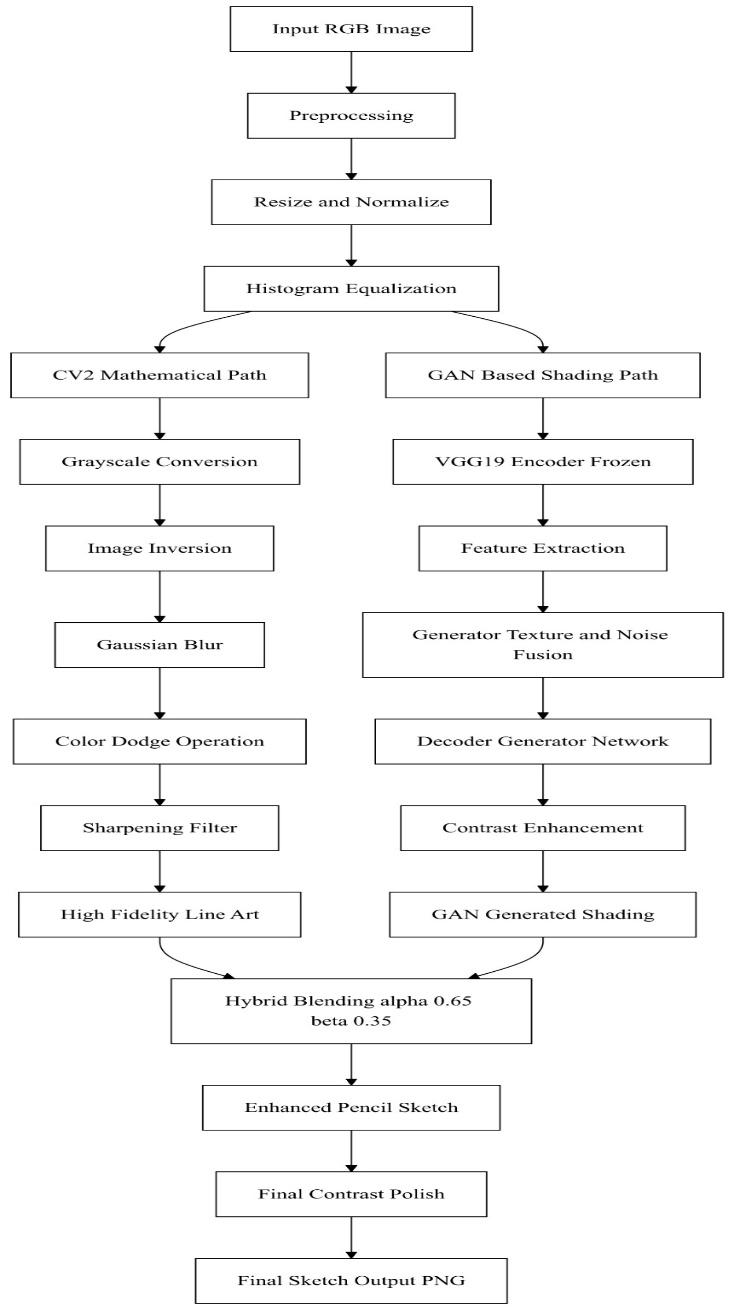 Input RGB Image
Preprocessing
Resize and Normalize
Histogram Equalization
CV2 Mathematical Path
GAN Based Shading Path
Grayscale Conversion
VGG19 Encoder Frozen
Image Inversion
Feature Extraction
Gaussian Blur
Generator Texture and Noise
Fusion
Color Dodge Operation
Decoder Generator Network
Sharpening Filter
Contrast Enhancement
High Fidelity Line Art
GAN Generated Shading
Hybrid Blending alpha 0.65
beta 0.35
Enhanced Pencil Sketch
Final Contrast Polish
Final Sketch Output PNG